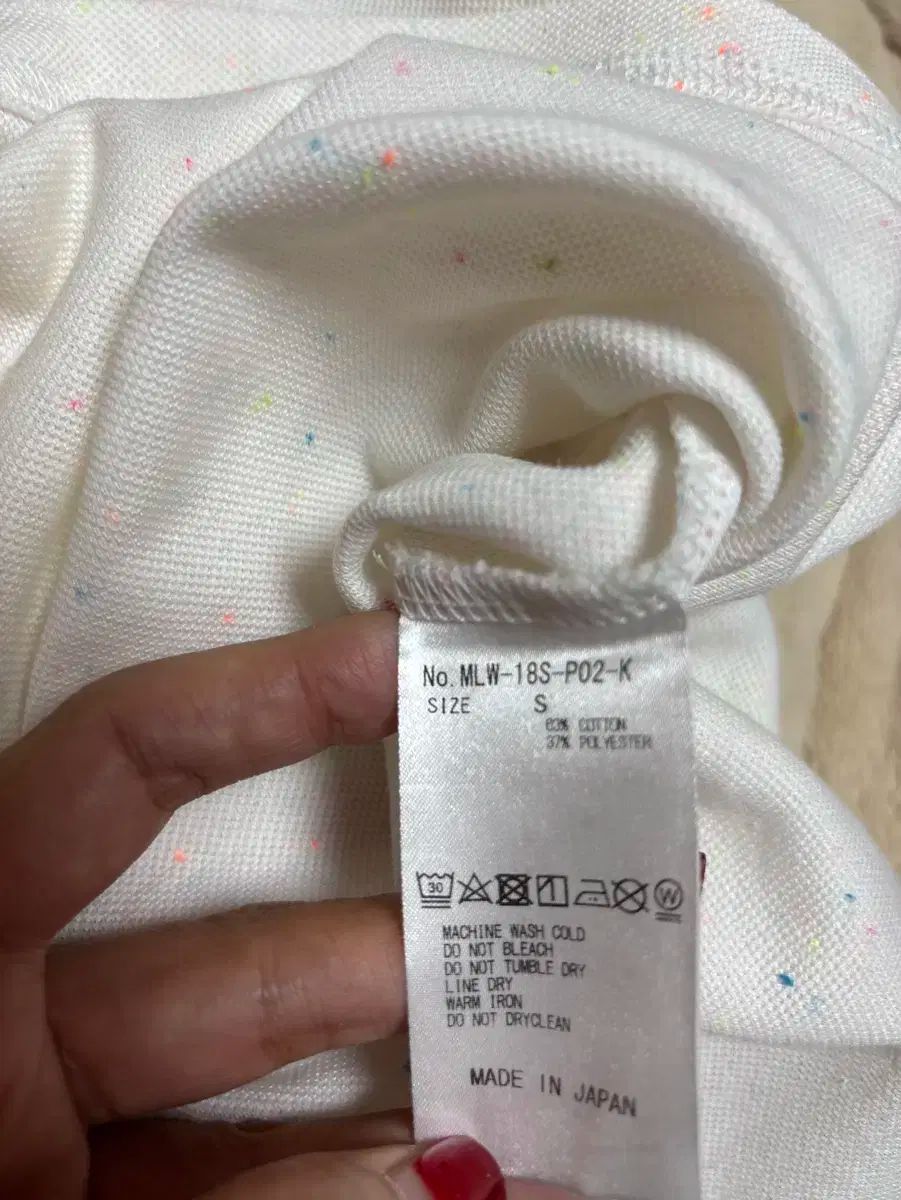 No. MLW-18S-P02-K
SIZE S
63% COTTON
37% POLYESTER
30 W
MACHINE WASH COLD
DO NOT BLEACH
DO NOT TUMBLE DRY
LINE DRY
WARM IRON
DO NOT DRYCLEAN
MADE IN JAPAN